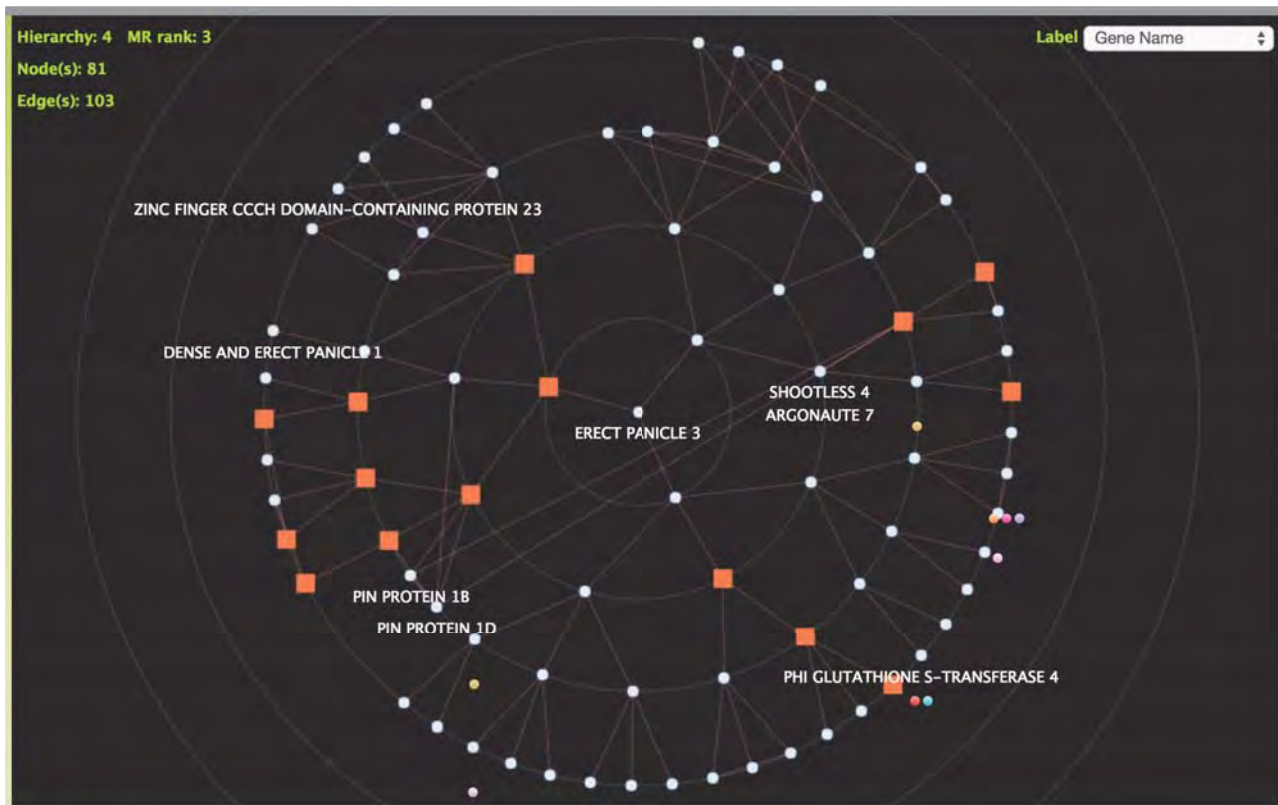 Hierarchy: 4 MR rank: 3
Label Gene Name
Node(s): 81
Edge(s): 103
ZINC FINGER CCCH DOMAIN-CONTAINING PROTEIN 23
DENSE AND ERECT PANICLE 1
SHOOTLESS 4
ARGONAUTE 7
ERECT PANICLE 3
PIN PROTEIN 1B
PIN PROTEIN 1D
PHI GLUTATHIONE S-TRANSFERASE 4